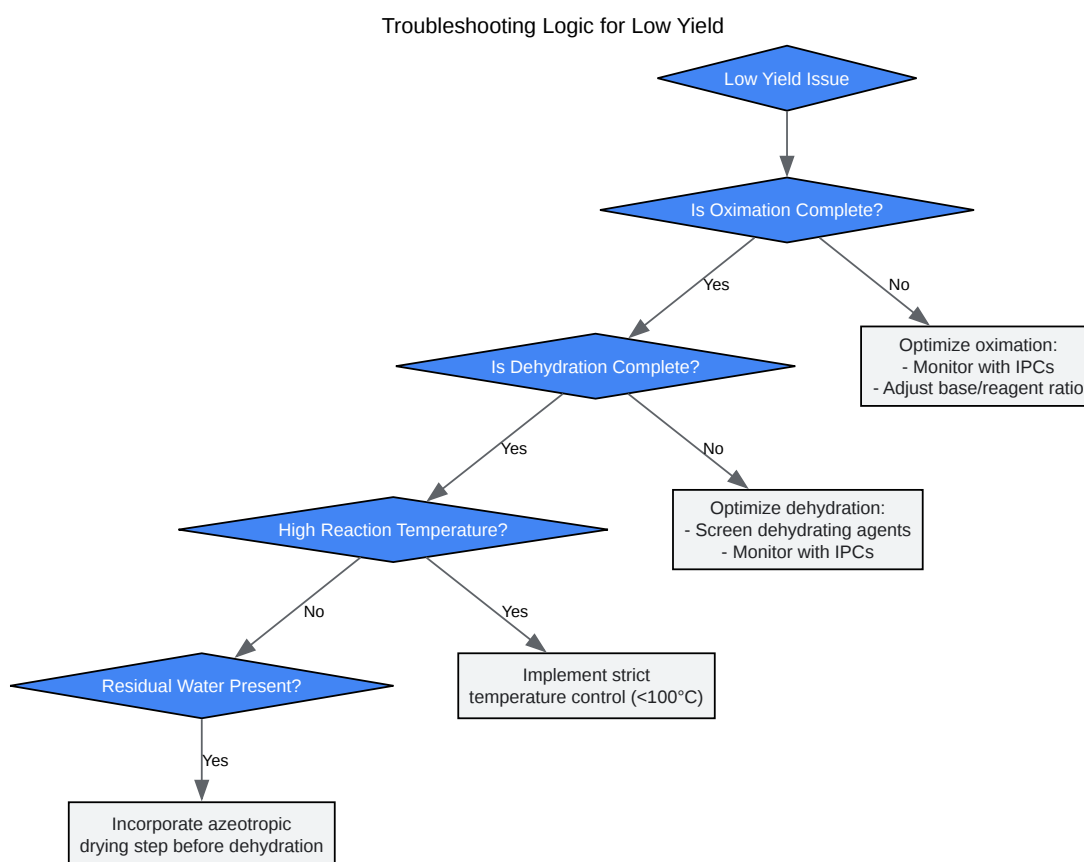 Troubleshooting Logic for Low Yield
Low Yield Issue
Is Oximation Complete?
Yes
No
Optimize oximation:
- Monitor with IPCs
- Adjust base/reagent ratio
Is Dehydration Complete?
Yes
No
Optimize dehydration:
- Screen dehydrating agents
- Monitor with IPCs
High Reaction Temperature?
No
Yes
Implement strict
temperature control (<100°C)
Residual Water Present?
Yes
Incorporate azeotropic
drying step before dehydration